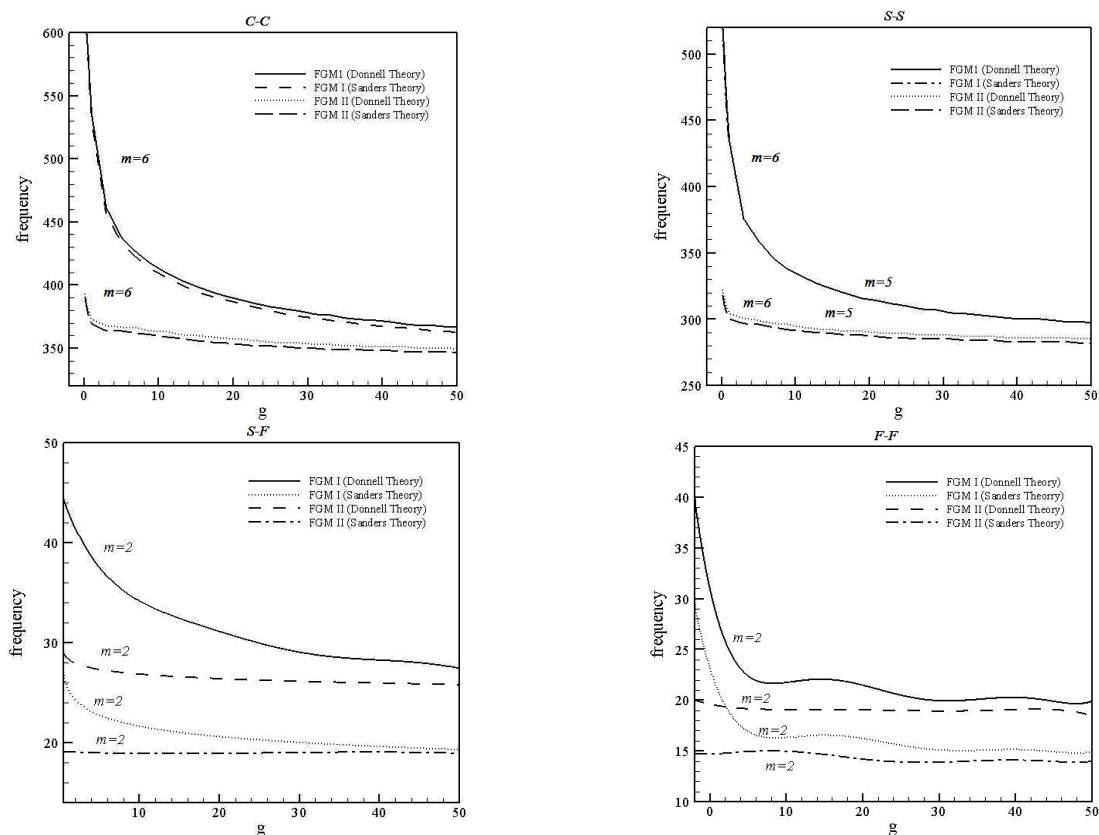 C-C
600
550
500
450
400
350
frequency
FGMI (Donnell Theory)
FGM I (Sanders Theory)
FGM II (Donnell Theory)
FGM II (Sanders Theory)
m=6
m=6
0 10 20 30 40 50
g
S-S
500
450
400
350
300
250
frequency
FGMI (Donnell Theory)
FGM I (Sanders Theory)
FGM II (Donnell Theory)
FGM II (Sanders Theory)
m=6
m=5
m=6
m=5
0 10 20 30 40 50
g
S-F
50
40
30
20
frequency
FGM I (Donnell Theory)
FGM I (Sanders Theory)
FGM II (Donnell Theory)
FGM II (Sanders Theory)
m=2
m=2
m=2
m=2
10 20 30 40 50
g
F-F
45
40
35
30
25
20
15
10
frequency
FGM I (Donnell Theory)
FGM I (Sanders Theory)
FGM II (Donnell Theory)
FGM II (Sanders Theory)
m=2
m=2
m=2
m=2
0 10 20 30 40 50
g